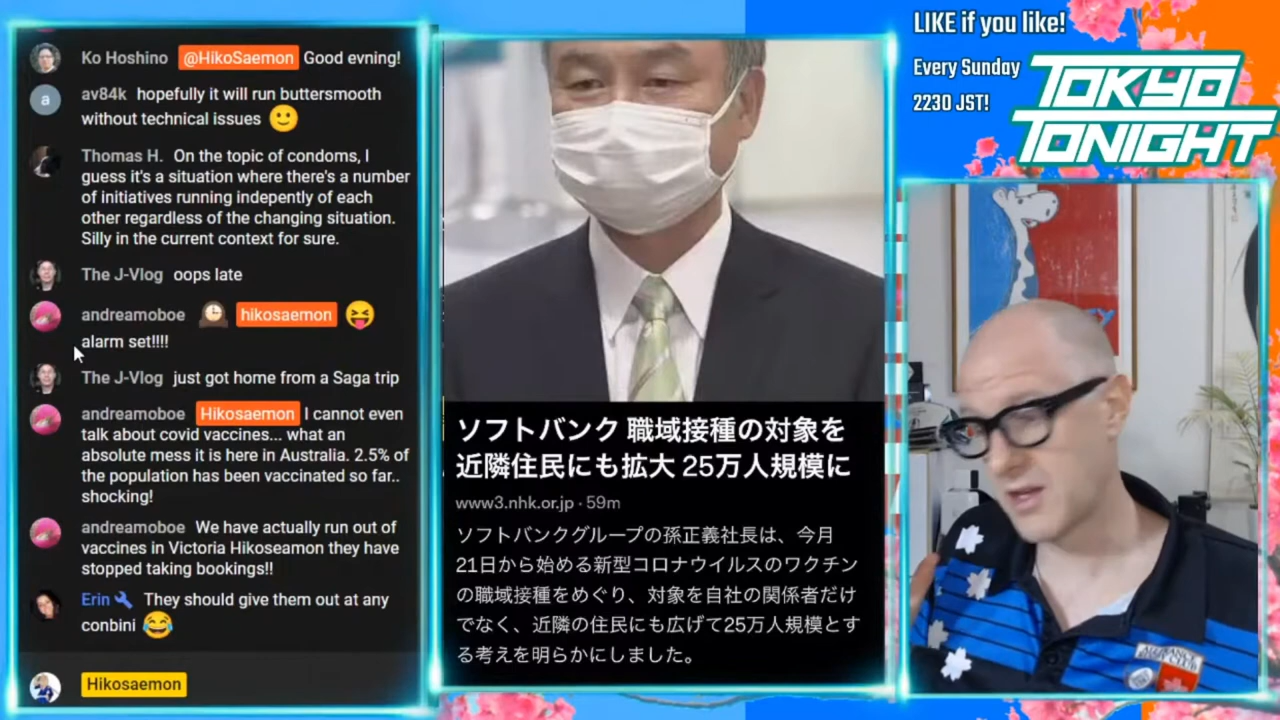 Ko Hoshino @HikoSaemon Good evning!
av84k hopefully it will run buttersmooth
without technical issues
a
Thomas H. On the topic of condoms, I
guess it's a situation where there's a number
of initiatives running indepently of each
other regardless of the changing situation.
Silly in the current context for sure.
The J-Vlog oops late
andreamoboe hikosaemon
alarm set!!!!
The J-Vlog just got home from a Saga trip
andreamoboe Hikosaemon I cannot even
talk about covid vaccines... what an
absolute mess it is here in Australia. 2.5% of
the population has been vaccinated so far..
shocking!
andreamoboe We have actually run out of
vaccines in Victoria Hikoseamon they have
stopped taking bookings!!
Erin They should give them out at any
conbini
Hikosaemon
ソフトバンク 職域接種の対象を
近隣住民にも拡大 25万人規模に
www3.nhk.or.jp · 59m
ソフトバンクグループの孫正義社長は、今月
21日から始める新型コロナウイルスのワクチン
の職域接種をめぐり、対象を自社の関係者だけ
でなく、近隣の住民にも広げて25万人規模とす
る考えを明らかにしました。
LIKE if you like!
Every Sunday
2230 JST!
TOKYO
TONIGHT